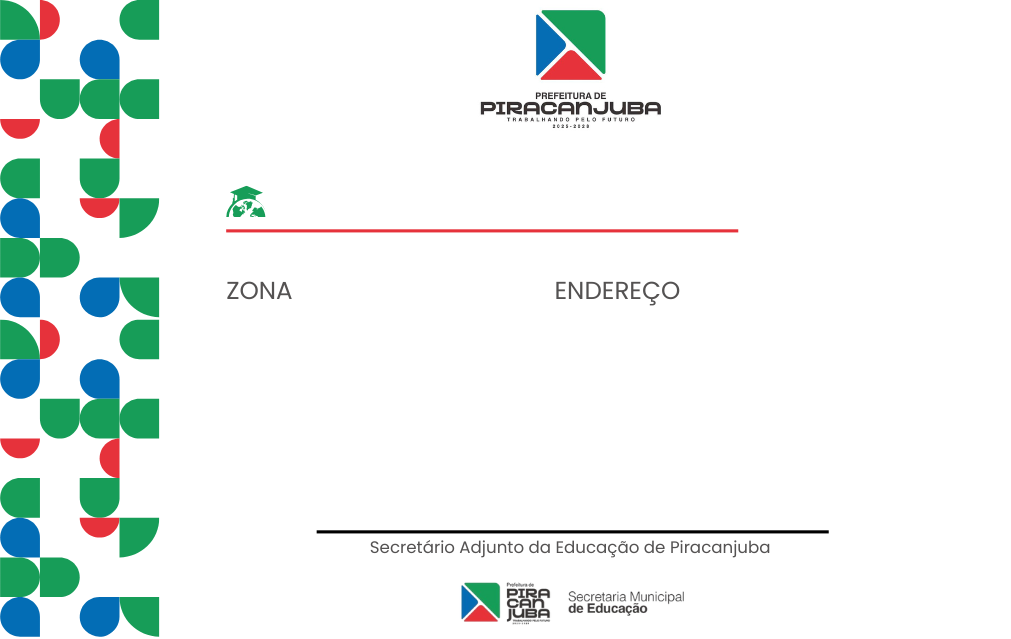 PREFEITURA DE
PIRACANJUBA
TRABALHANDO PELO FUTURO
2025-2028
ZONA
ENDEREÇO
Secretário Adjunto da Educação de Piracanjuba
Prefeitura de
PIRA
CAN
JUBA
TRABALHANDO PELO FUTURO
Secretaria Municipal
de Educação